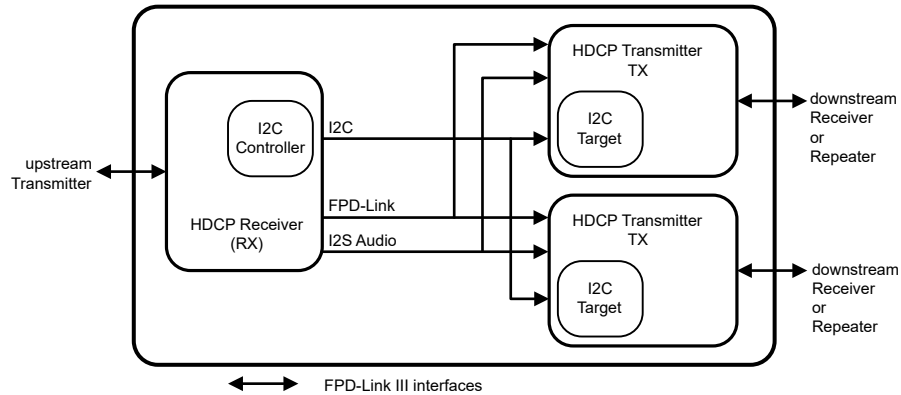 upstream
Transmitter
I2C
Controller
HDCP Receiver
(RX)
I2C
FPD-Link
I2S Audio
HDCP Transmitter
TX
I2C
Target
downstream
Receiver
or
Repeater
HDCP Transmitter
TX
I2C
Target
downstream
Receiver
or
Repeater
FPD-Link III interfaces